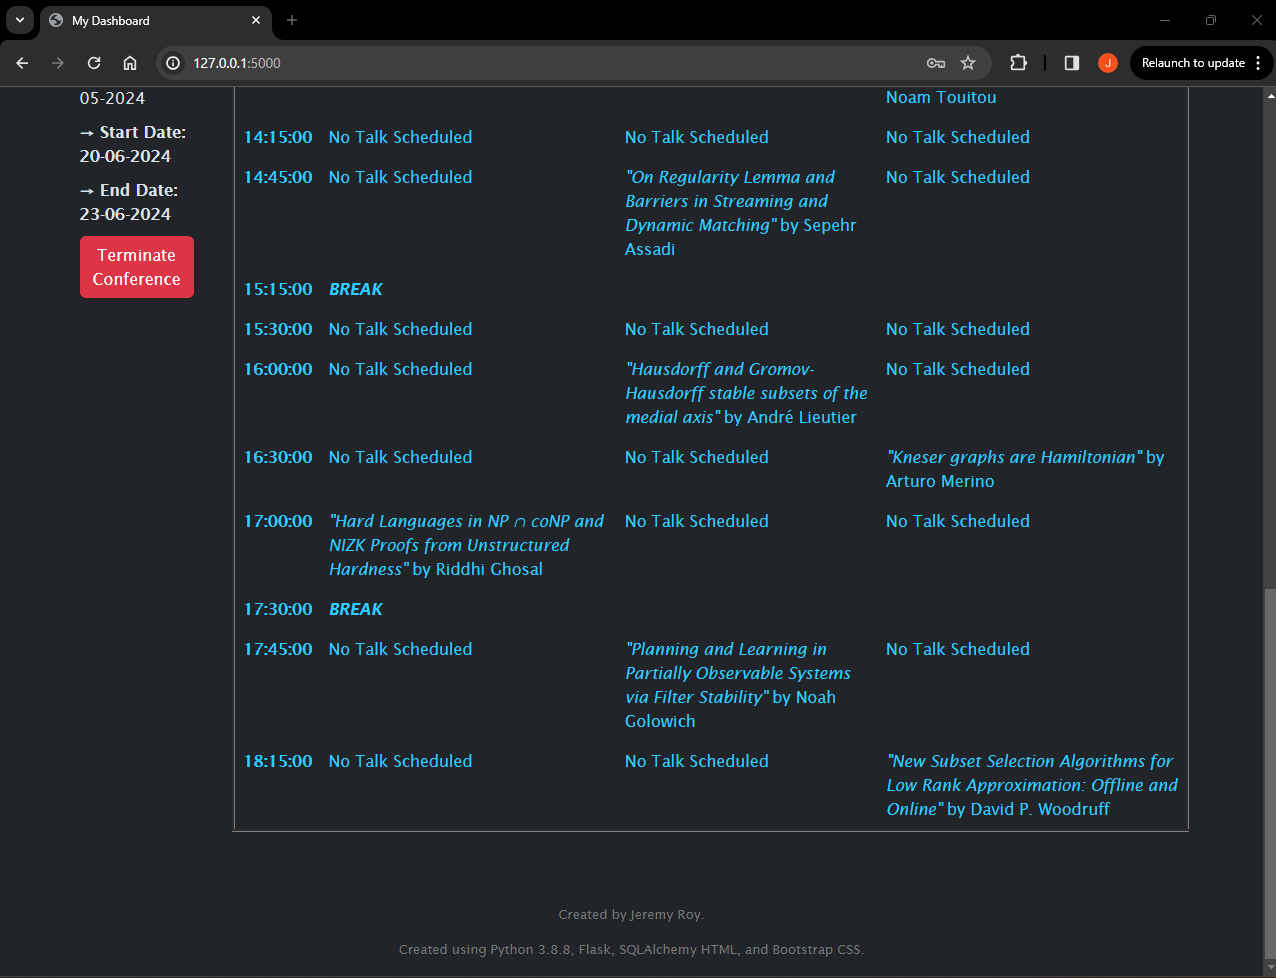 My Dashboard
127.0.0.1:5000
J
Relaunch to update
05-2024
→ Start Date:
20-06-2024
→ End Date:
23-06-2024
Terminate
Conference
Noam Touitou
14:15:00 No Talk Scheduled No Talk Scheduled No Talk Scheduled
14:45:00 No Talk Scheduled "On Regularity Lemma and No Talk Scheduled
Barriers in Streaming and
Dynamic Matching" by Sepehr
Assadi
15:15:00 BREAK
15:30:00 No Talk Scheduled No Talk Scheduled No Talk Scheduled
16:00:00 No Talk Scheduled "Hausdorff and Gromov- No Talk Scheduled
Hausdorff stable subsets of the
medial axis" by André Lieutier
16:30:00 No Talk Scheduled No Talk Scheduled "Kneser graphs are Hamiltonian" by
Arturo Merino
17:00:00 "Hard Languages in NP ∩ coNP and No Talk Scheduled No Talk Scheduled
NIZK Proofs from Unstructured
Hardness" by Riddhi Ghosal
17:30:00 BREAK
17:45:00 No Talk Scheduled "Planning and Learning in No Talk Scheduled
Partially Observable Systems
via Filter Stability" by Noah
Golowich
18:15:00 No Talk Scheduled No Talk Scheduled "New Subset Selection Algorithms for
Low Rank Approximation: Offline and
Online" by David P. Woodruff
Created by Jeremy Roy.
Created using Python 3.8.8, Flask, SQLAlchemy HTML, and Bootstrap CSS.